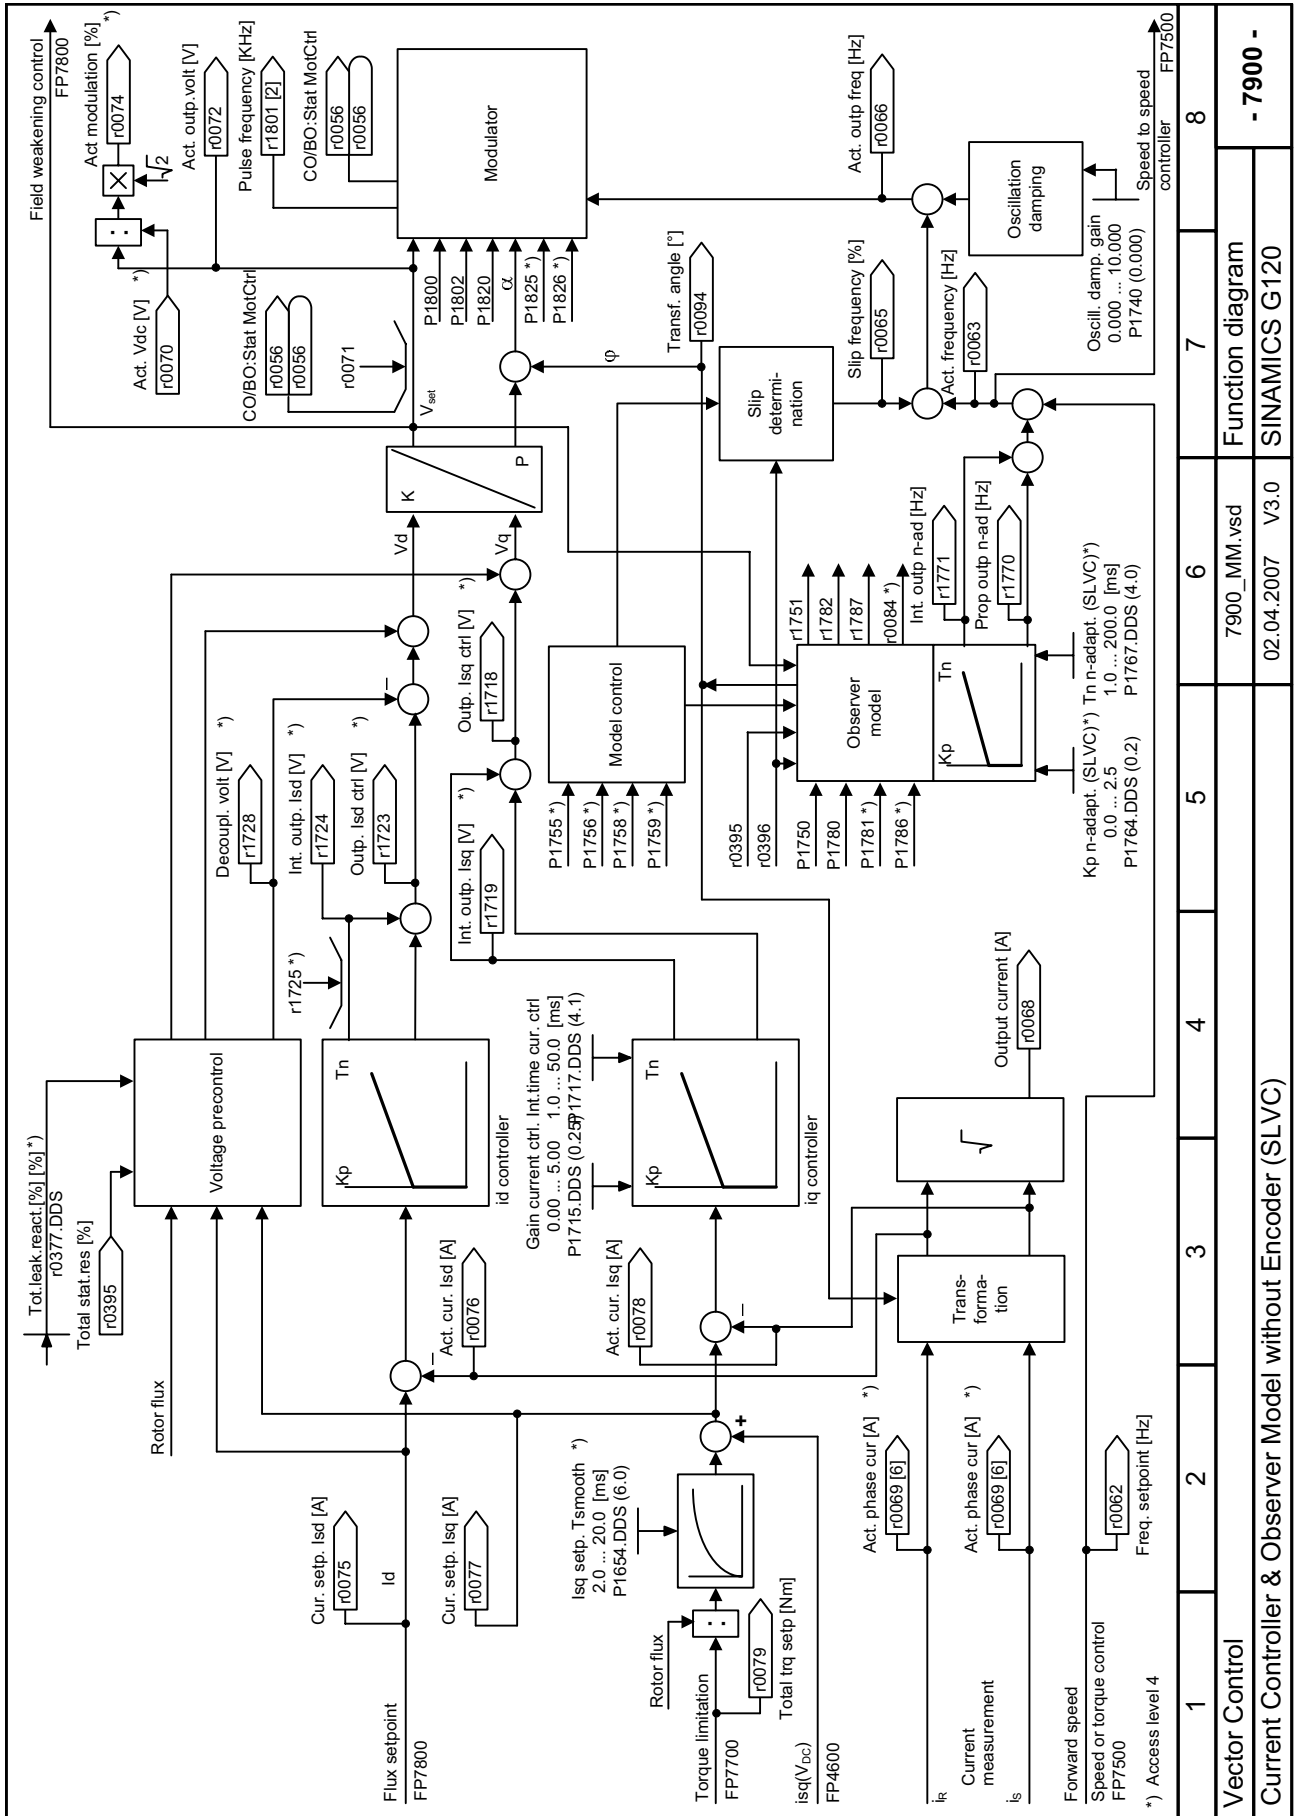 Flux setpoint
FP7800
Cur. setp. Isd [A]
r0075
Id
Cur. setp. Isq [A]
r0077
Rotor flux
Tot.leak.react.[%] [%] *)
r0377.DDS
Total stat.res [%]
r0395
Voltage precontrol
Act. cur. Isd [A]
r0076
–
Kp
Tn
id controller
r1725 *)
Decoupl. volt [V] *)
r1728
Int. outp. Isd [V] *)
r1724
Outp. Isd ctrl [V] *)
r1723
–
Vd
Vq
K
P
Vset
Field weakening control
FP7800
Act. Vdc [V] *)
r0070
:
X
√2
Act modulation [%] *)
r0074
Act. outp.volt [V]
r0072
Pulse frequency [KHz]
r1801 [2]
CO/BO:Stat MotCtrl
r0056
r0056
CO/BO:Stat MotCtrl
r0056
r0056
r0071
P1800
P1802
P1820
α
P1825 *)
P1826 *)
Modulator
Rotor flux
Torque limitation
FP7700
:
r0079
Total trq setp [Nm]
Isq setp. Tsmooth *)
2.0 ... 20.0 [ms]
P1654.DDS (6.0)
isq(VDC)
FP4600
+
Act. cur. Isq [A]
r0078
–
Gain current ctrl. Int.time cur. ctrl
0.00 ... 5.00 1.0 ... 50.0 [ms]
P1715.DDS (0.25) P1717.DDS (4.1)
Kp
Tn
iq controller
Int. outp. Isq [V] *)
r1719
Outp. Isq ctrl [V] *)
r1718
P1755 *)
P1756 *)
P1758 *)
P1759 *)
Model control
r0395
r0396
P1750
P1780
P1781 *)
P1786 *)
Observer
model
Kp
Tn
r1751
r1782
r1787
r0084 *)
Int. outp n-ad [Hz]
r1771
Prop outp n-ad [Hz]
r1770
Kp n-adapt. (SLVC)*) Tn n-adapt. (SLVC)*)
0.0 ... 2.5 1.0 ... 200.0 [ms]
P1764.DDS (0.2) P1767.DDS (4.0)
Slip
determi-
nation
φ
Transf. angle [°]
r0094
Slip frequency [%]
r0065
Act. frequency [Hz]
r0063
Act. outp freq [Hz]
r0066
Oscillation
damping
Oscill. damp. gain
0.000 ... 10.000
P1740 (0.000)
Speed to speed
controller FP7500
iR
Current
measurement
iS
Act. phase cur [A] *)
r0069 [6]
Act. phase cur [A] *)
r0069 [6]
Trans-
forma-
tion
√
Output current [A]
r0068
Forward speed
Speed or torque control
FP7500
r0062
Freq. setpoint [Hz]
*) Access level 4
1
2
3
4
5
6
7
8
Vector Control
7900_MM.vsd
Function diagram
- 7900 -
Current Controller & Observer Model without Encoder (SLVC)
02.04.2007 V3.0
SINAMICS G120